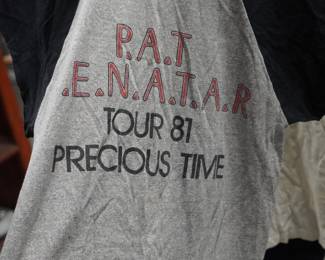 P.A.T
.E.N.A.T.A.R
TOUR 81
PRECIOUS TIME